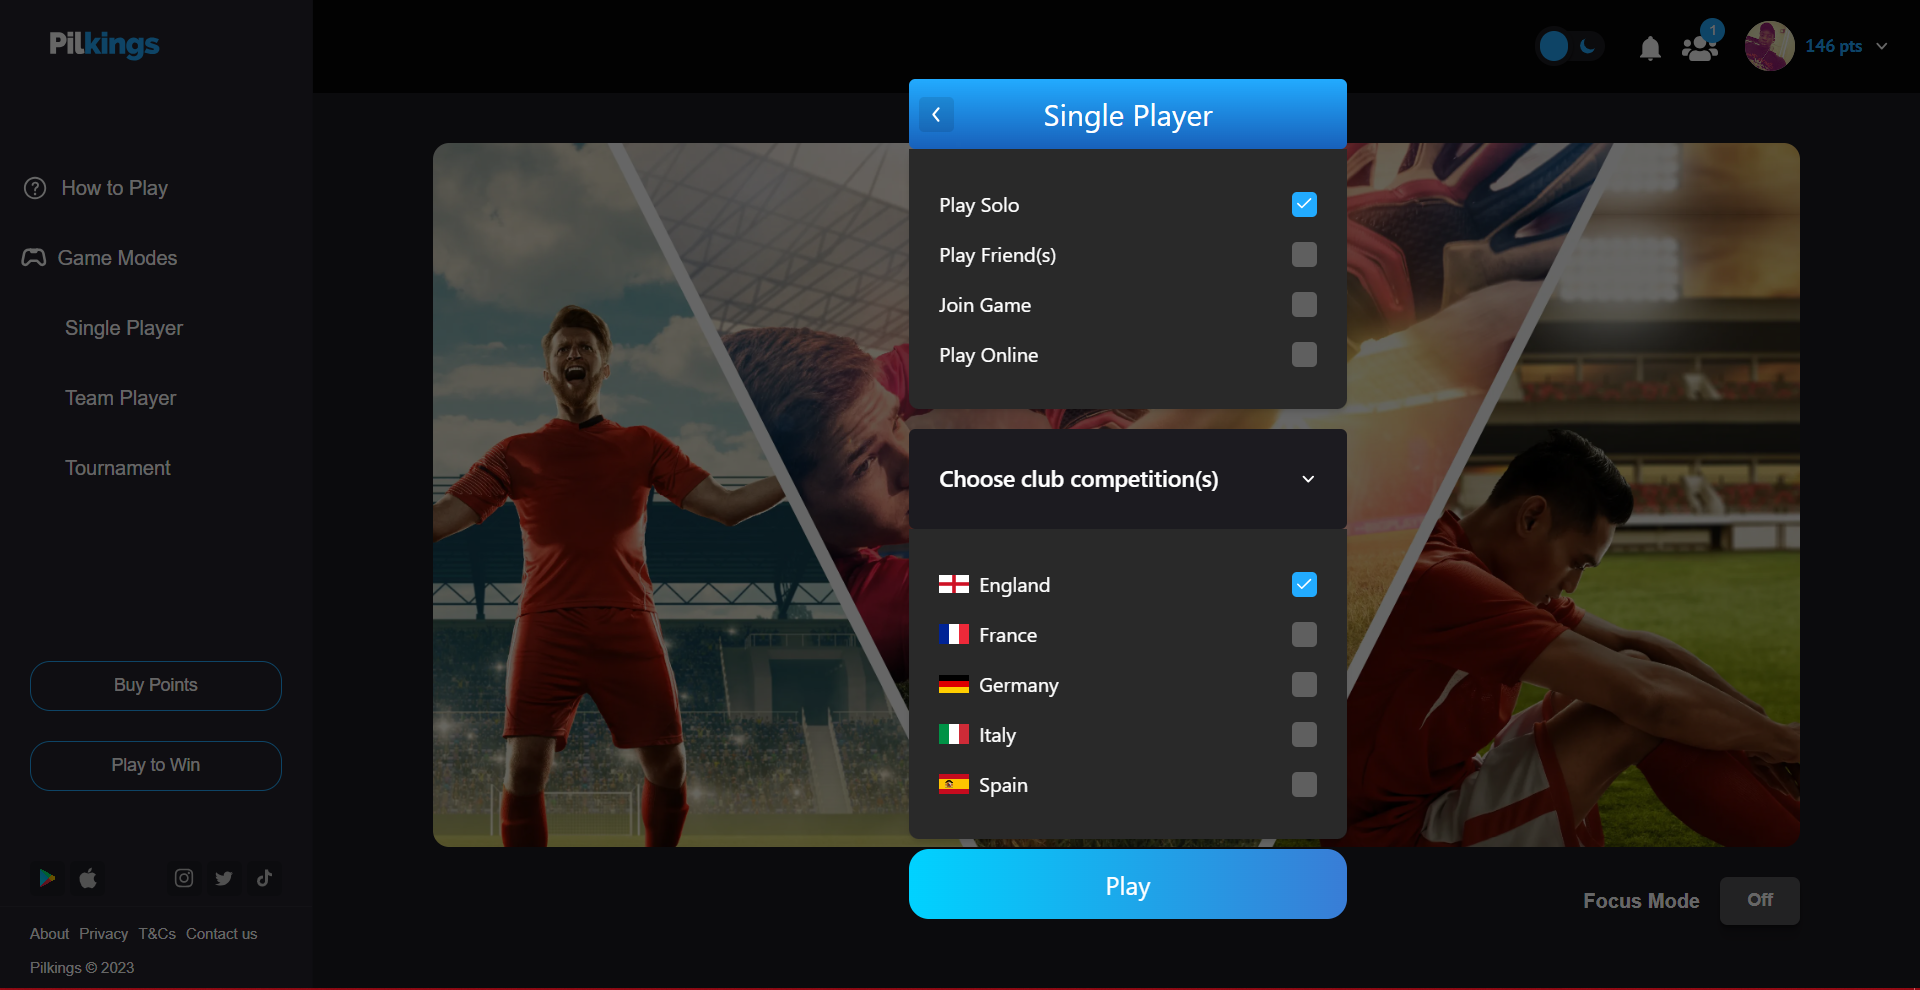 Pilkings
1
146 pts
How to Play
Game Modes
Single Player
Team Player
Tournament
Buy Points
Play to Win
About Privacy T&Cs Contact us
Pilkings © 2023
Single Player
Play Solo
Play Friend(s)
Join Game
Play Online
Choose club competition(s)
England
France
Germany
Italy
Spain
Play
Focus Mode Off